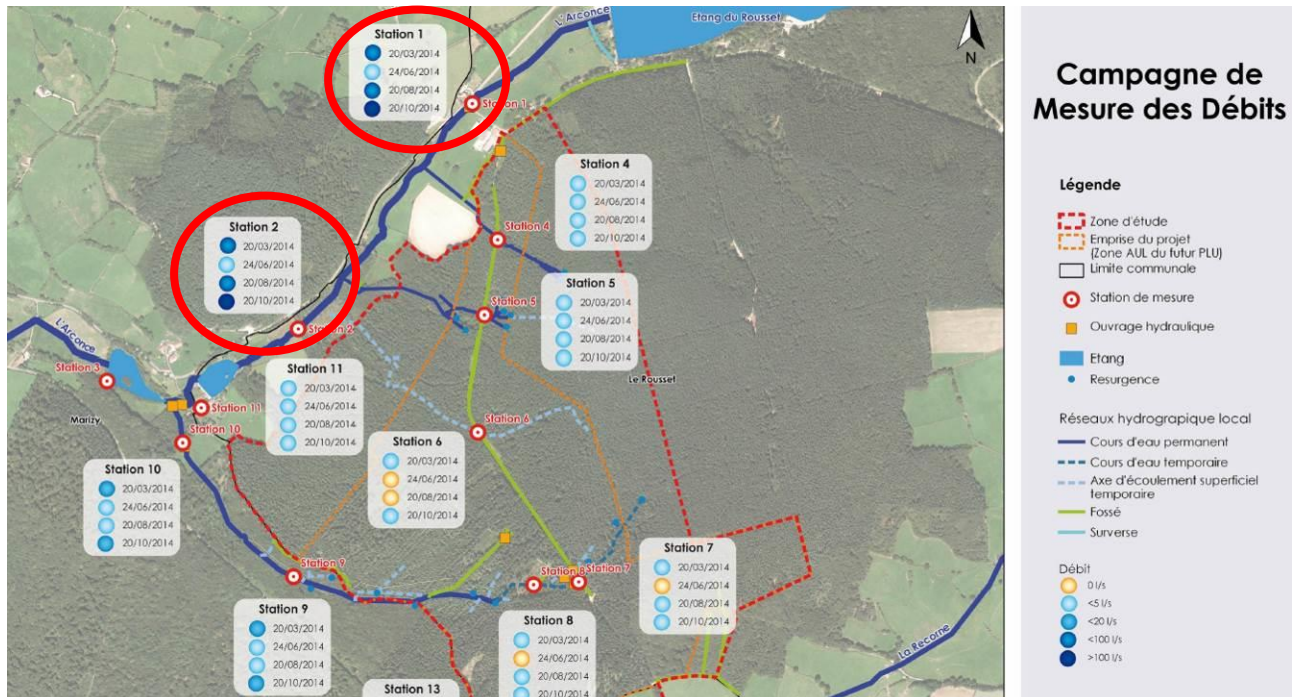 L'Arconce
Etang du Rousset
N
Station 1
20/03/2014
24/06/2014
20/08/2014
20/10/2014
Station 1
Station 4
20/03/2014
24/06/2014
20/08/2014
20/10/2014
Station 4
Station 2
20/03/2014
24/06/2014
20/08/2014
20/10/2014
Station 2
Station 5
20/03/2014
24/06/2014
20/08/2014
20/10/2014
Station 5
L'Arconce
Station 3
Station 11
20/03/2014
24/06/2014
20/08/2014
20/10/2014
Station 11
Le Rousset
Marizy
Station 10
Station 6
Station 6
20/03/2014
24/06/2014
20/08/2014
20/10/2014
Station 10
20/03/2014
24/06/2014
20/08/2014
20/10/2014
Station 9
Station 8
Station 7
Station 7
20/03/2014
24/06/2014
20/08/2014
20/10/2014
Station 9
20/03/2014
24/06/2014
20/08/2014
20/10/2014
Station 8
20/03/2014
24/06/2014
20/08/2014
20/10/2014
Station 13
La Recorne
Campagne de
Mesure des Débits
Légende
Zone d'étude
Emprise du projet
(Zone AUL du futur PLU)
Limite communale
Station de mesure
Ouvrage hydraulique
Etang
Resurgence
Réseaux hydrograpique local
Cours d'eau permanent
Cours d'eau temporaire
Axe d'écoulement superficiel
temporaire
Fossé
Surverse
Débit
0 l/s
<5 l/s
<20 l/s
<100 l/s
>100 l/s